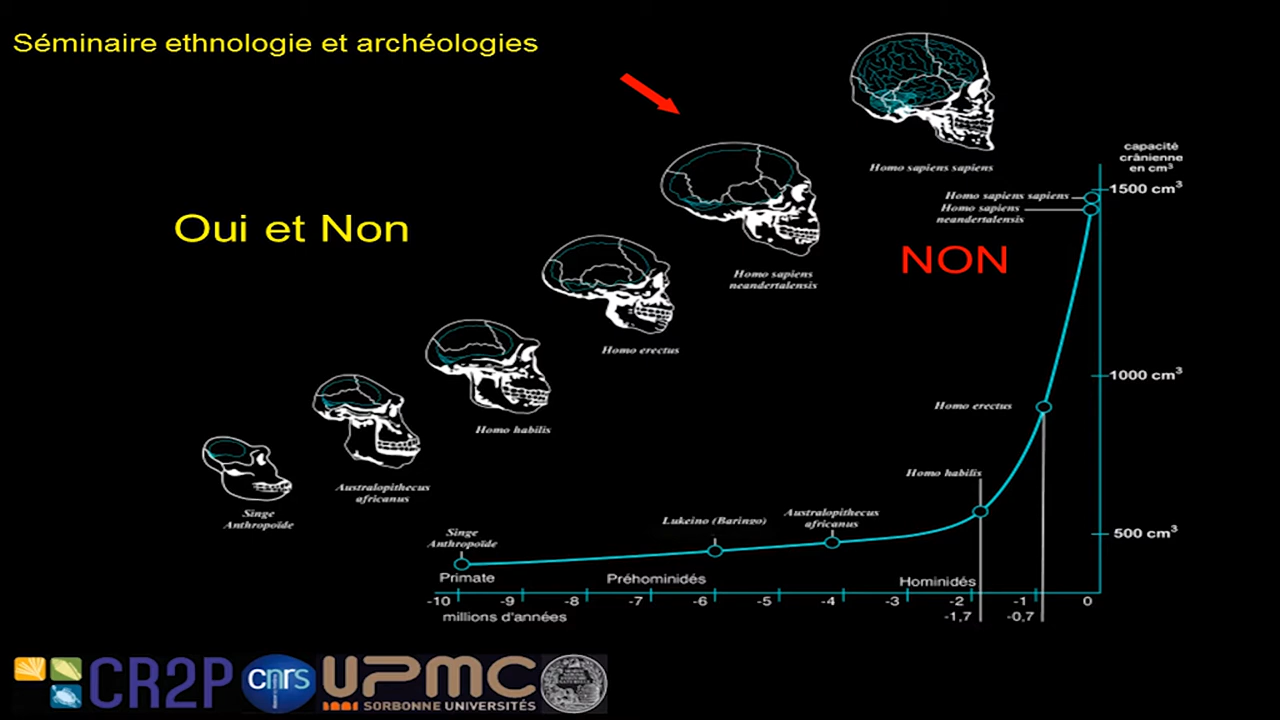 Séminaire ethnologie et archéologies
Homo sapiens sapiens
capacité
crânienne
en cm³
1500 cm³
Homo sapiens sapiens
Homo sapiens
neandertalensis
Oui et Non
NON
Homo sapiens
neandertalensis
Homo erectus
1000 cm³
Homo erectus
Homo habilis
Homo habilis
Australopithecus
africanus
Singe
Anthropoïde
Singe
Anthropoïde
Lukeino (Baringo)
Australopithecus
africanus
500 cm³
Primate
Préhominidés
Hominidés
-10 -9 -8 -7 -6 -5 -4 -3 -2 -1 0
millions d'années
-1,7 -0,7
CR2P
cnrs
UPMC
SORBONNE UNIVERSITÉS